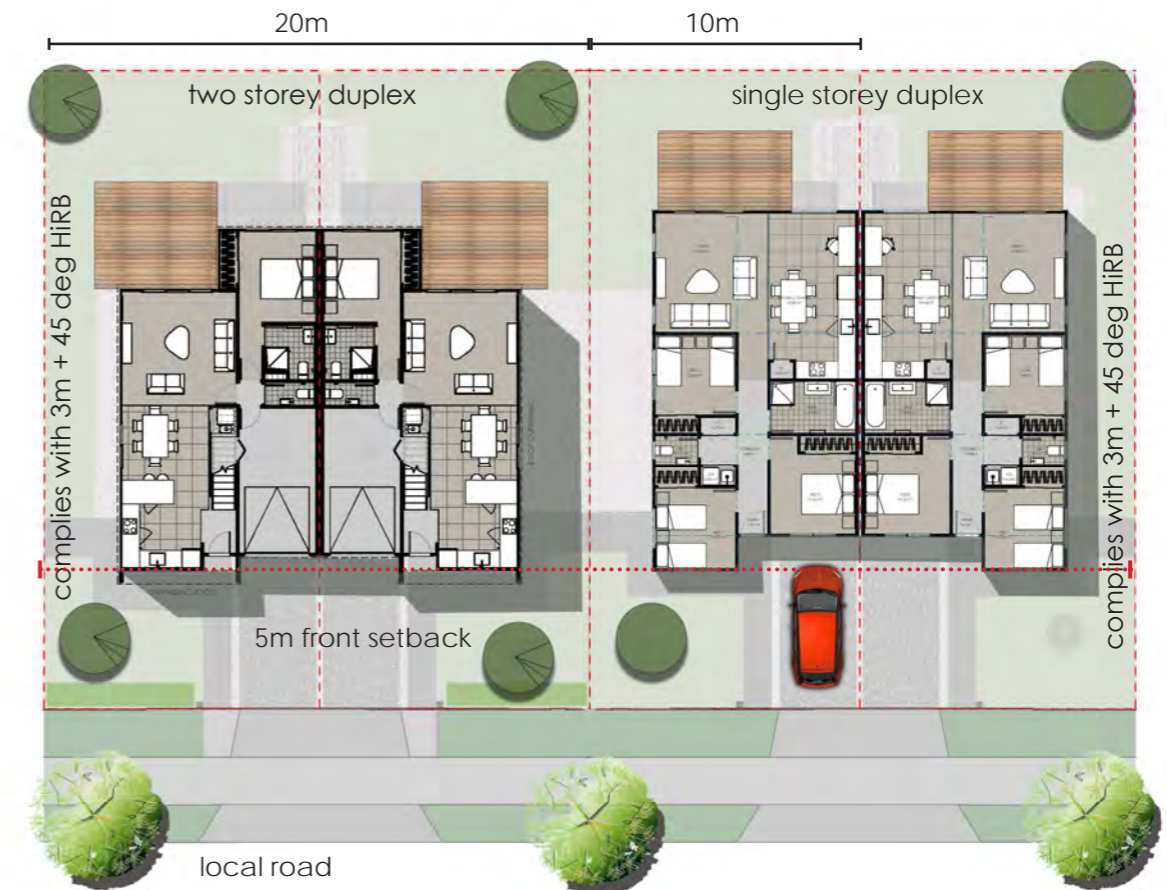 20m
10m
two storey duplex
single storey duplex
complies with 3m + 45 deg HiRB
complies with 3m + 45 deg HiRB
5m front setback
local road